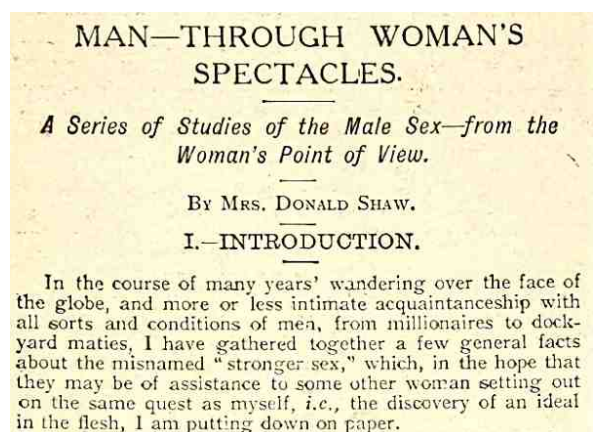 MAN—THROUGH WOMAN'S
SPECTACLES.
A Series of Studies of the Male Sex—from the
Woman's Point of View.
BY MRS. DONALD SHAW.
I.—INTRODUCTION.
In the course of many years' wandering over the face of
the globe, and more or less intimate acquaintanceship with
all sorts and conditions of men, from millionaires to dock-
yard maties, I have gathered together a few general facts
about the misnamed "stronger sex," which, in the hope that
they may be of assistance to some other woman setting out
on the same quest as myself, i.e., the discovery of an ideal
in the flesh, I am putting down on paper.